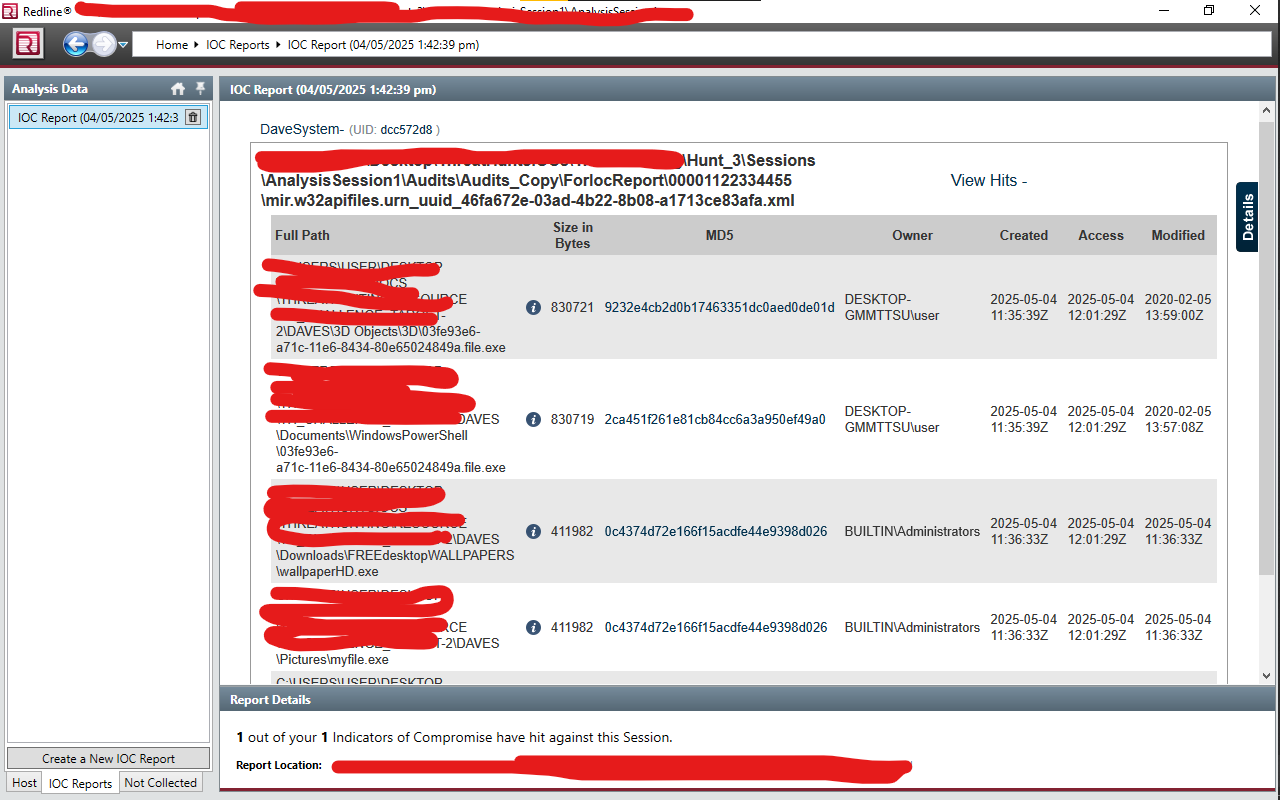 Redline®
Home ▸ IOC Reports ▸ IOC Report (04/05/2025 1:42:39 pm)
Analysis Data
IOC Report (04/05/2025 1:42:3
IOC Report (04/05/2025 1:42:39 pm)
DaveSystem- (UID: dcc572d8 )
\Hunt_3\Sessions
\AnalysisSession1\Audits\Audits_Copy\ForIocReport\00001122334455
\mir.w32apifiles.urn_uuid_46fa672e-03ad-4b22-8b08-a1713ce83afa.xml
View Hits -
Details
Full Path Size in Bytes MD5 Owner Created Access Modified
2\DAVES\3D Objects\3D\03fe93e6-
a71c-11e6-8434-80e65024849a.file.exe
830721 9232e4cb2d0b17463351dc0aed0de01d
DESKTOP-
GMMTTSU\user
2025-05-04 2025-05-04 2020-02-05
11:35:39Z 12:01:29Z 13:59:00Z
\DAVES
\Documents\WindowsPowerShell
\03fe93e6-
a71c-11e6-8434-80e65024849a.file.exe
830719 2ca451f261e81cb84cc6a3a950ef49a0
DESKTOP-
GMMTTSU\user
2025-05-04 2025-05-04 2020-02-05
11:35:39Z 12:01:29Z 13:57:08Z
-2\DAVES
\Downloads\FREEdesktopWALLPAPERS
\wallpaperHD.exe
411982 0c4374d72e166f15acdfe44e9398d026 BUILTIN\Administrators
2025-05-04 2025-05-04 2025-05-04
11:36:33Z 12:01:29Z 11:36:33Z
T-2\DAVES
\Pictures\myfile.exe
411982 0c4374d72e166f15acdfe44e9398d026 BUILTIN\Administrators
2025-05-04 2025-05-04 2025-05-04
11:36:33Z 12:01:29Z 11:36:33Z
C:\USERS\USER\DESKTOP
Report Details
1 out of your 1 Indicators of Compromise have hit against this Session.
Report Location:
Create a New IOC Report
Host IOC Reports Not Collected